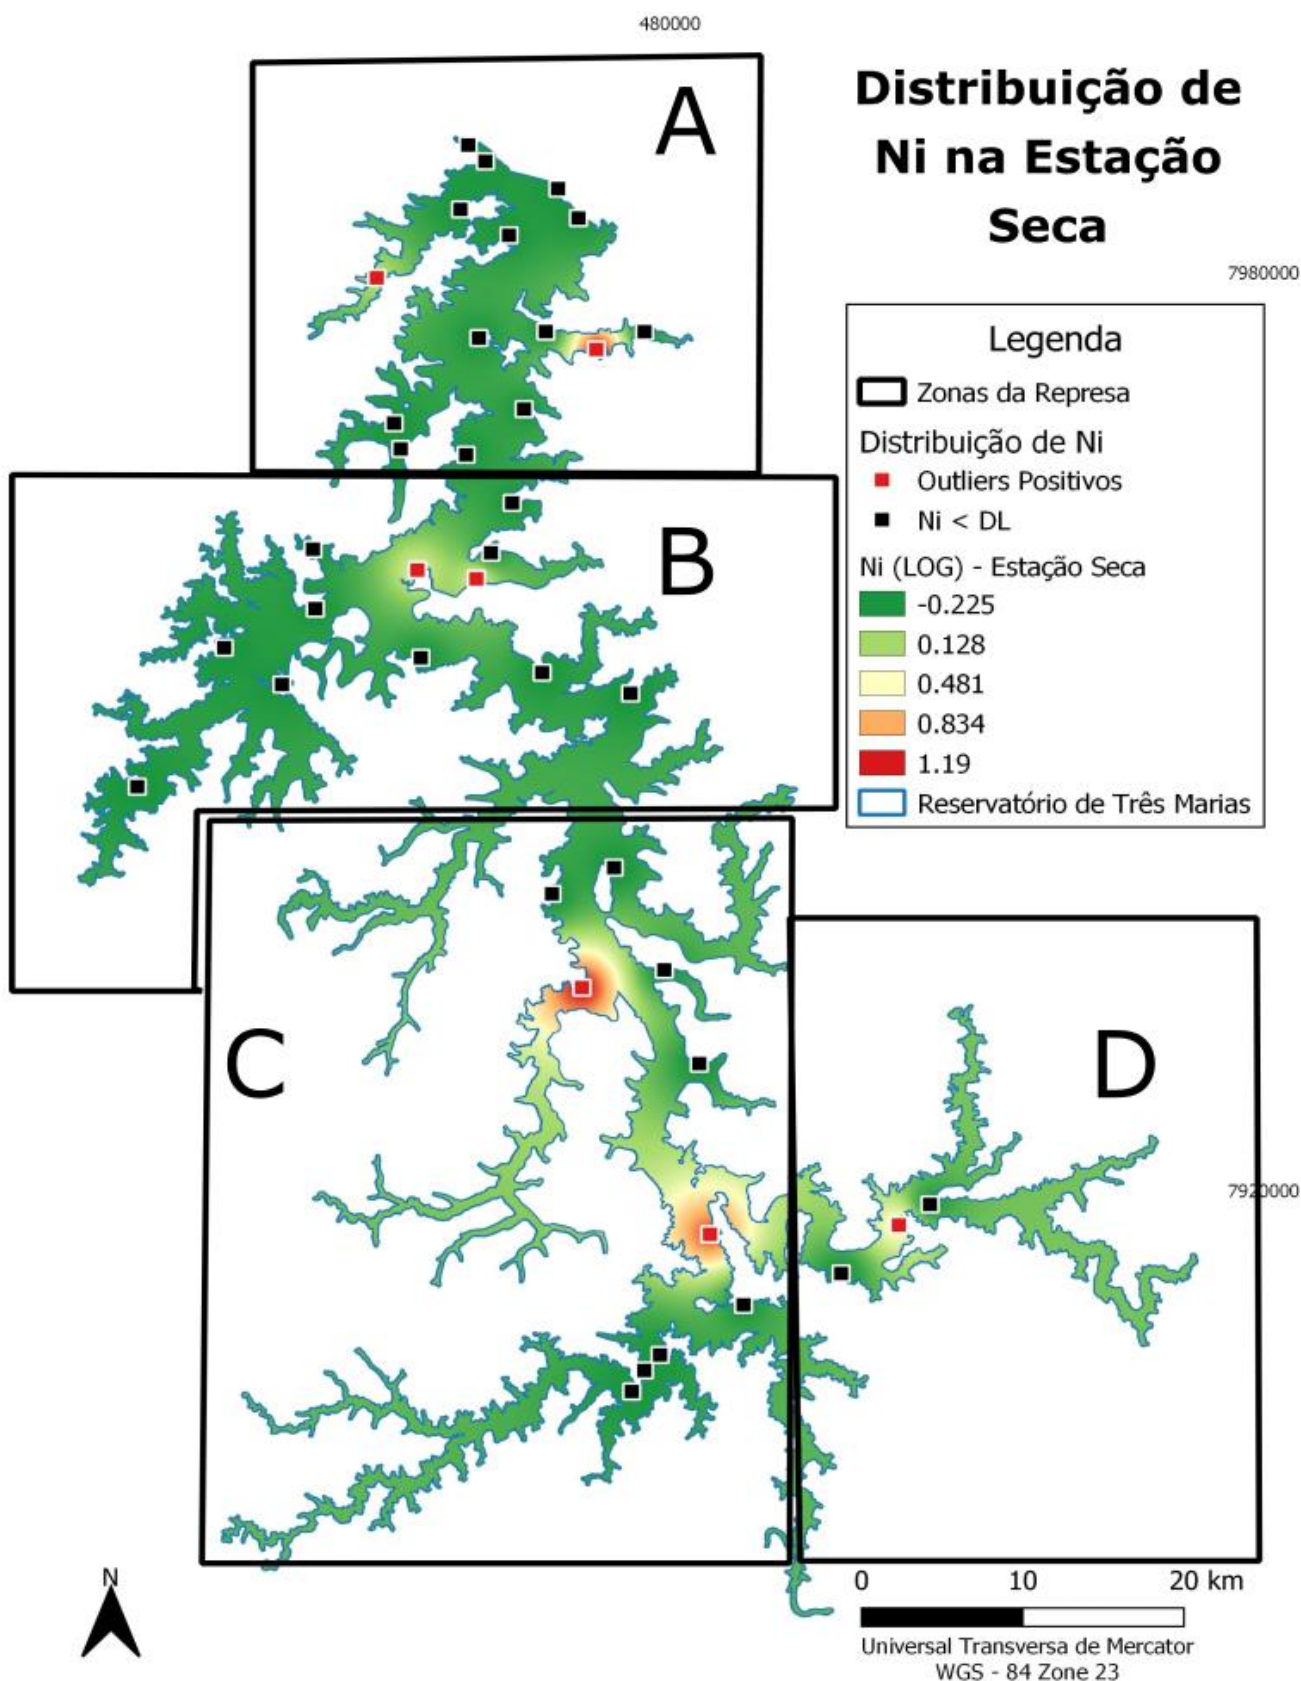 480000
A
Distribuição de
Ni na Estação
Seca
7980000
Legenda
Zonas da Represa
Distribuição de Ni
Outliers Positivos
Ni < DL
Ni (LOG) - Estação Seca
-0.225
0.128
0.481
0.834
1.19
Reservatório de Três Marias
B
C
D
7920000
N
0 10 20 km
Universal Transversa de Mercator
WGS - 84 Zone 23